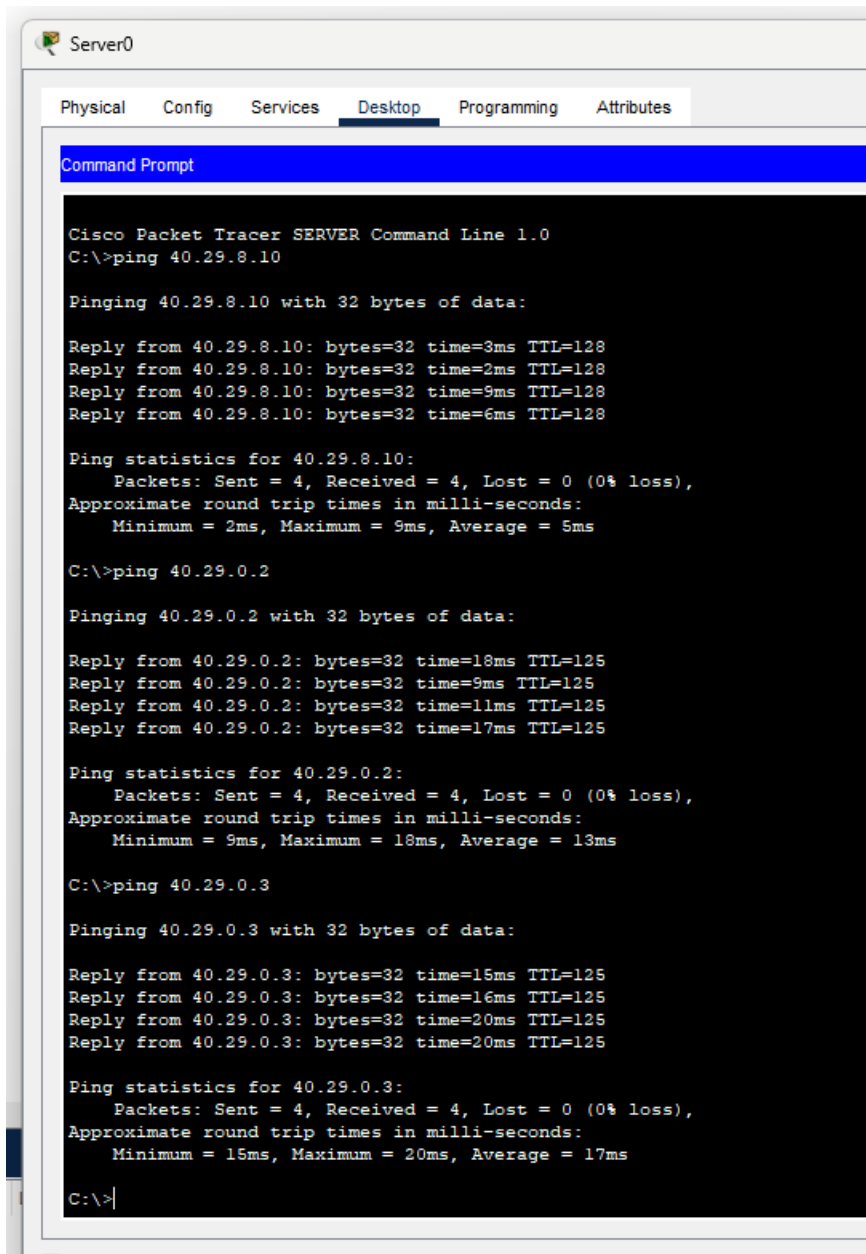 Server0
Physical Config Services Desktop Programming Attributes
Command Prompt
Cisco Packet Tracer SERVER Command Line 1.0
C:\>ping 40.29.8.10
Pinging 40.29.8.10 with 32 bytes of data:
Reply from 40.29.8.10: bytes=32 time=3ms TTL=128
Reply from 40.29.8.10: bytes=32 time=2ms TTL=128
Reply from 40.29.8.10: bytes=32 time=9ms TTL=128
Reply from 40.29.8.10: bytes=32 time=6ms TTL=128
Ping statistics for 40.29.8.10:
Packets: Sent = 4, Received = 4, Lost = 0 (0% loss),
Approximate round trip times in milli-seconds:
Minimum = 2ms, Maximum = 9ms, Average = 5ms
C:\>ping 40.29.0.2
Pinging 40.29.0.2 with 32 bytes of data:
Reply from 40.29.0.2: bytes=32 time=18ms TTL=125
Reply from 40.29.0.2: bytes=32 time=9ms TTL=125
Reply from 40.29.0.2: bytes=32 time=11ms TTL=125
Reply from 40.29.0.2: bytes=32 time=17ms TTL=125
Ping statistics for 40.29.0.2:
Packets: Sent = 4, Received = 4, Lost = 0 (0% loss),
Approximate round trip times in milli-seconds:
Minimum = 9ms, Maximum = 18ms, Average = 13ms
C:\>ping 40.29.0.3
Pinging 40.29.0.3 with 32 bytes of data:
Reply from 40.29.0.3: bytes=32 time=15ms TTL=125
Reply from 40.29.0.3: bytes=32 time=16ms TTL=125
Reply from 40.29.0.3: bytes=32 time=20ms TTL=125
Reply from 40.29.0.3: bytes=32 time=20ms TTL=125
Ping statistics for 40.29.0.3:
Packets: Sent = 4, Received = 4, Lost = 0 (0% loss),
Approximate round trip times in milli-seconds:
Minimum = 15ms, Maximum = 20ms, Average = 17ms
C:\>